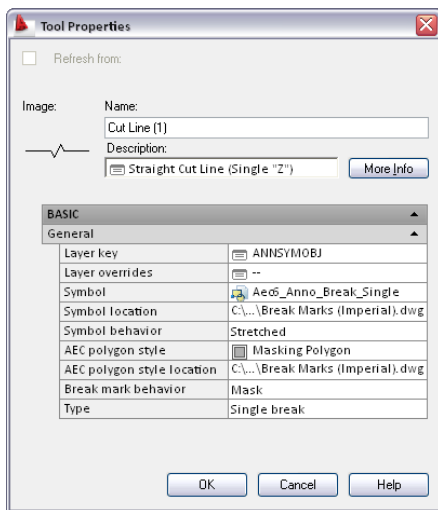 Tool Properties
Refresh from:
Image:
Name:
Cut Line (1)
Description:
Straight Cut Line (Single "Z")
More Info
BASIC
General
Layer key ANNSYMOBJ
Layer overrides --
Symbol Aec6_Anno_Break_Single
Symbol location C:\...\Break Marks (Imperial).dwg
Symbol behavior Stretched
AEC polygon style Masking Polygon
AEC polygon style location C:\...\Break Marks (Imperial).dwg
Break mark behavior Mask
Type Single break
OK Cancel Help